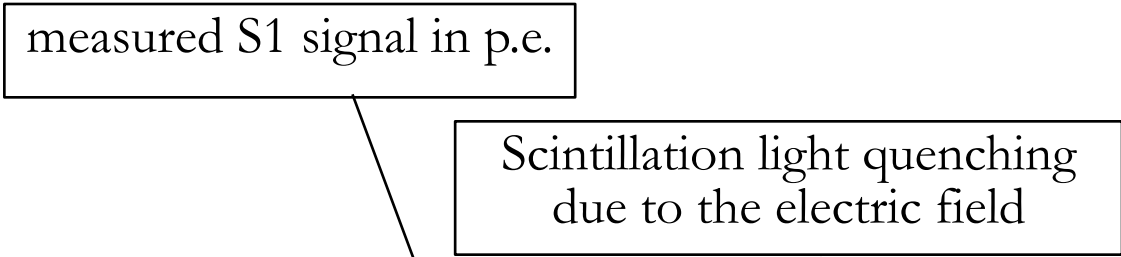 measured S1 signal in p.e.
Scintillation light quenching
due to the electric field